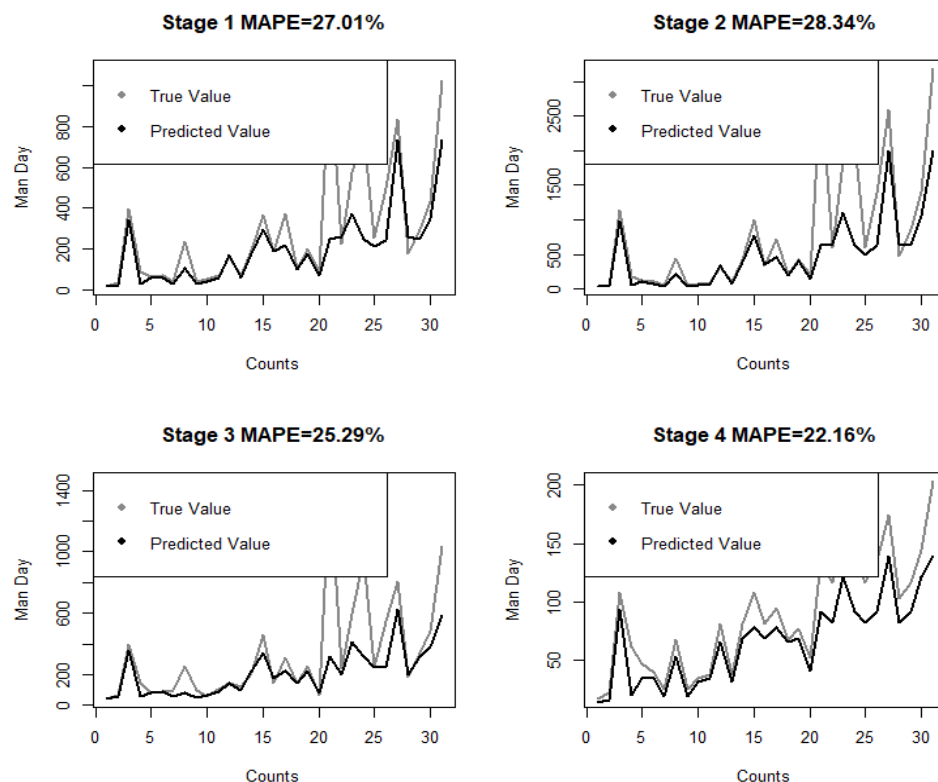 Stage 1 MAPE=27.01%
True Value
Predicted Value
Man Day
0 200 400 600 800
0 5 10 15 20 25 30
Counts
Stage 2 MAPE=28.34%
True Value
Predicted Value
Man Day
0 500 1500 2500
0 5 10 15 20 25 30
Counts
Stage 3 MAPE=25.29%
True Value
Predicted Value
Man Day
0 200 400 600 1000 1400
0 5 10 15 20 25 30
Counts
Stage 4 MAPE=22.16%
True Value
Predicted Value
Man Day
50 100 150 200
0 5 10 15 20 25 30
Counts